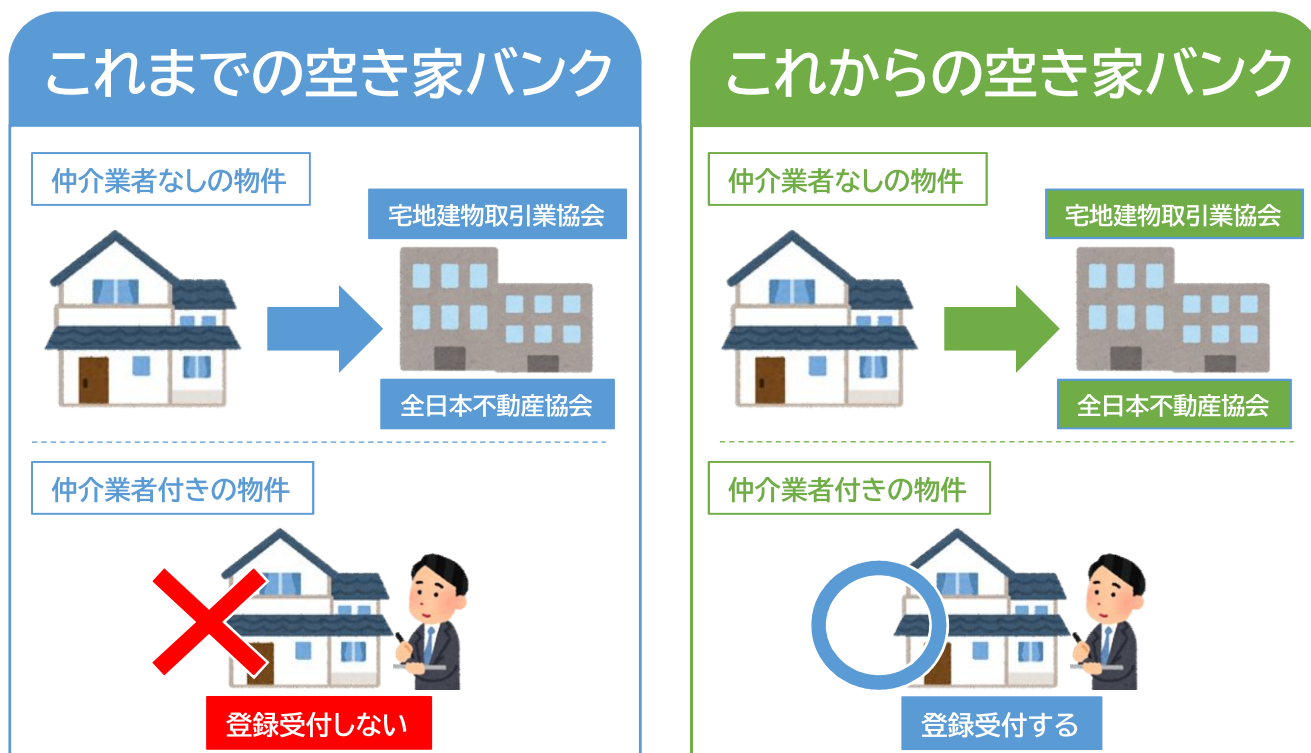 これまでの空き家バンク
仲介業者なしの物件
宅地建物取引業協会
全日本不動産協会
仲介業者付きの物件
登録受付しない
これからの空き家バンク
仲介業者なしの物件
宅地建物取引業協会
全日本不動産協会
仲介業者付きの物件
登録受付する